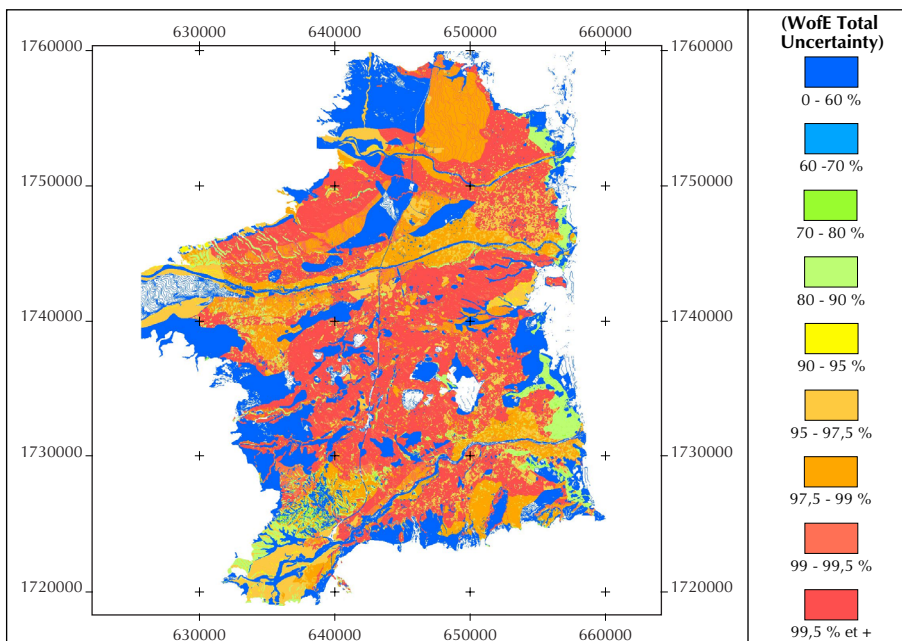 630000 640000 650000 660000
1760000 1760000
1750000 1750000
1740000 1740000
1730000 1730000
1720000 1720000
630000 640000 650000 660000
(WofE Total
Uncertainty)
0 - 60 %
60 -70 %
70 - 80 %
80 - 90 %
90 - 95 %
95 - 97,5 %
97,5 - 99 %
99 - 99,5 %
99,5 % et +